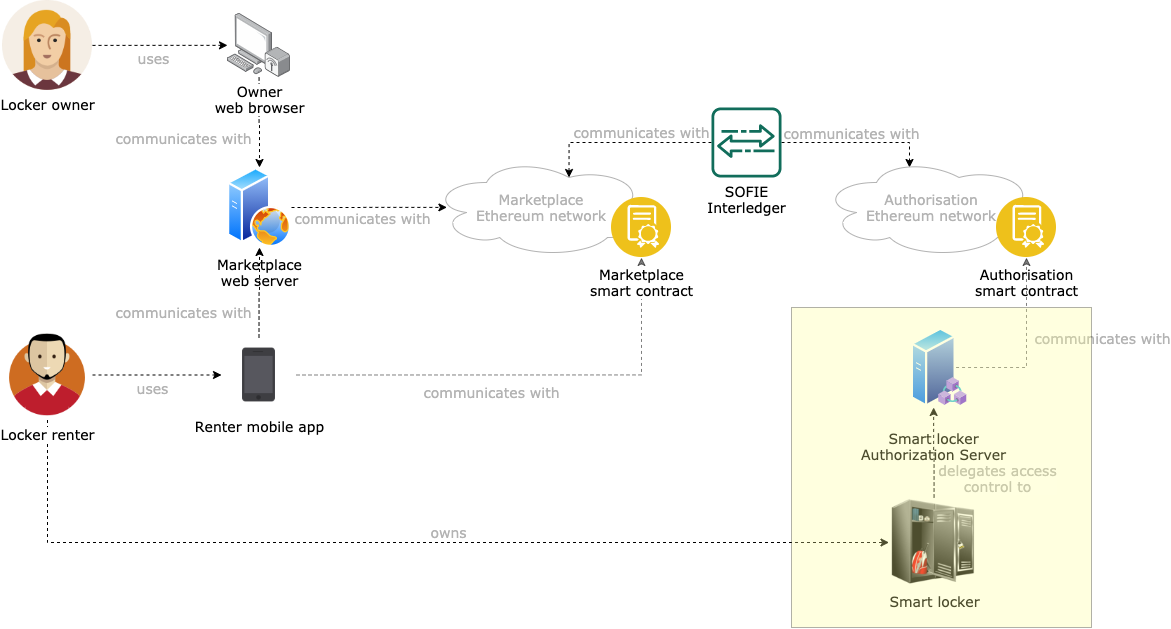 uses
Locker owner
Owner
web browser
communicates with
communicates with
communicates with
SOFIE
Interledger
Marketplace
Ethereum network
Authorisation
Ethereum network
communicates with
Marketplace
web server
Marketplace
smart contract
Authorisation
smart contract
communicates with
communicates with
uses
communicates with
Renter mobile app
Locker renter
Smart locker
Authorization Server
delegates access
control to
owns
Smart locker